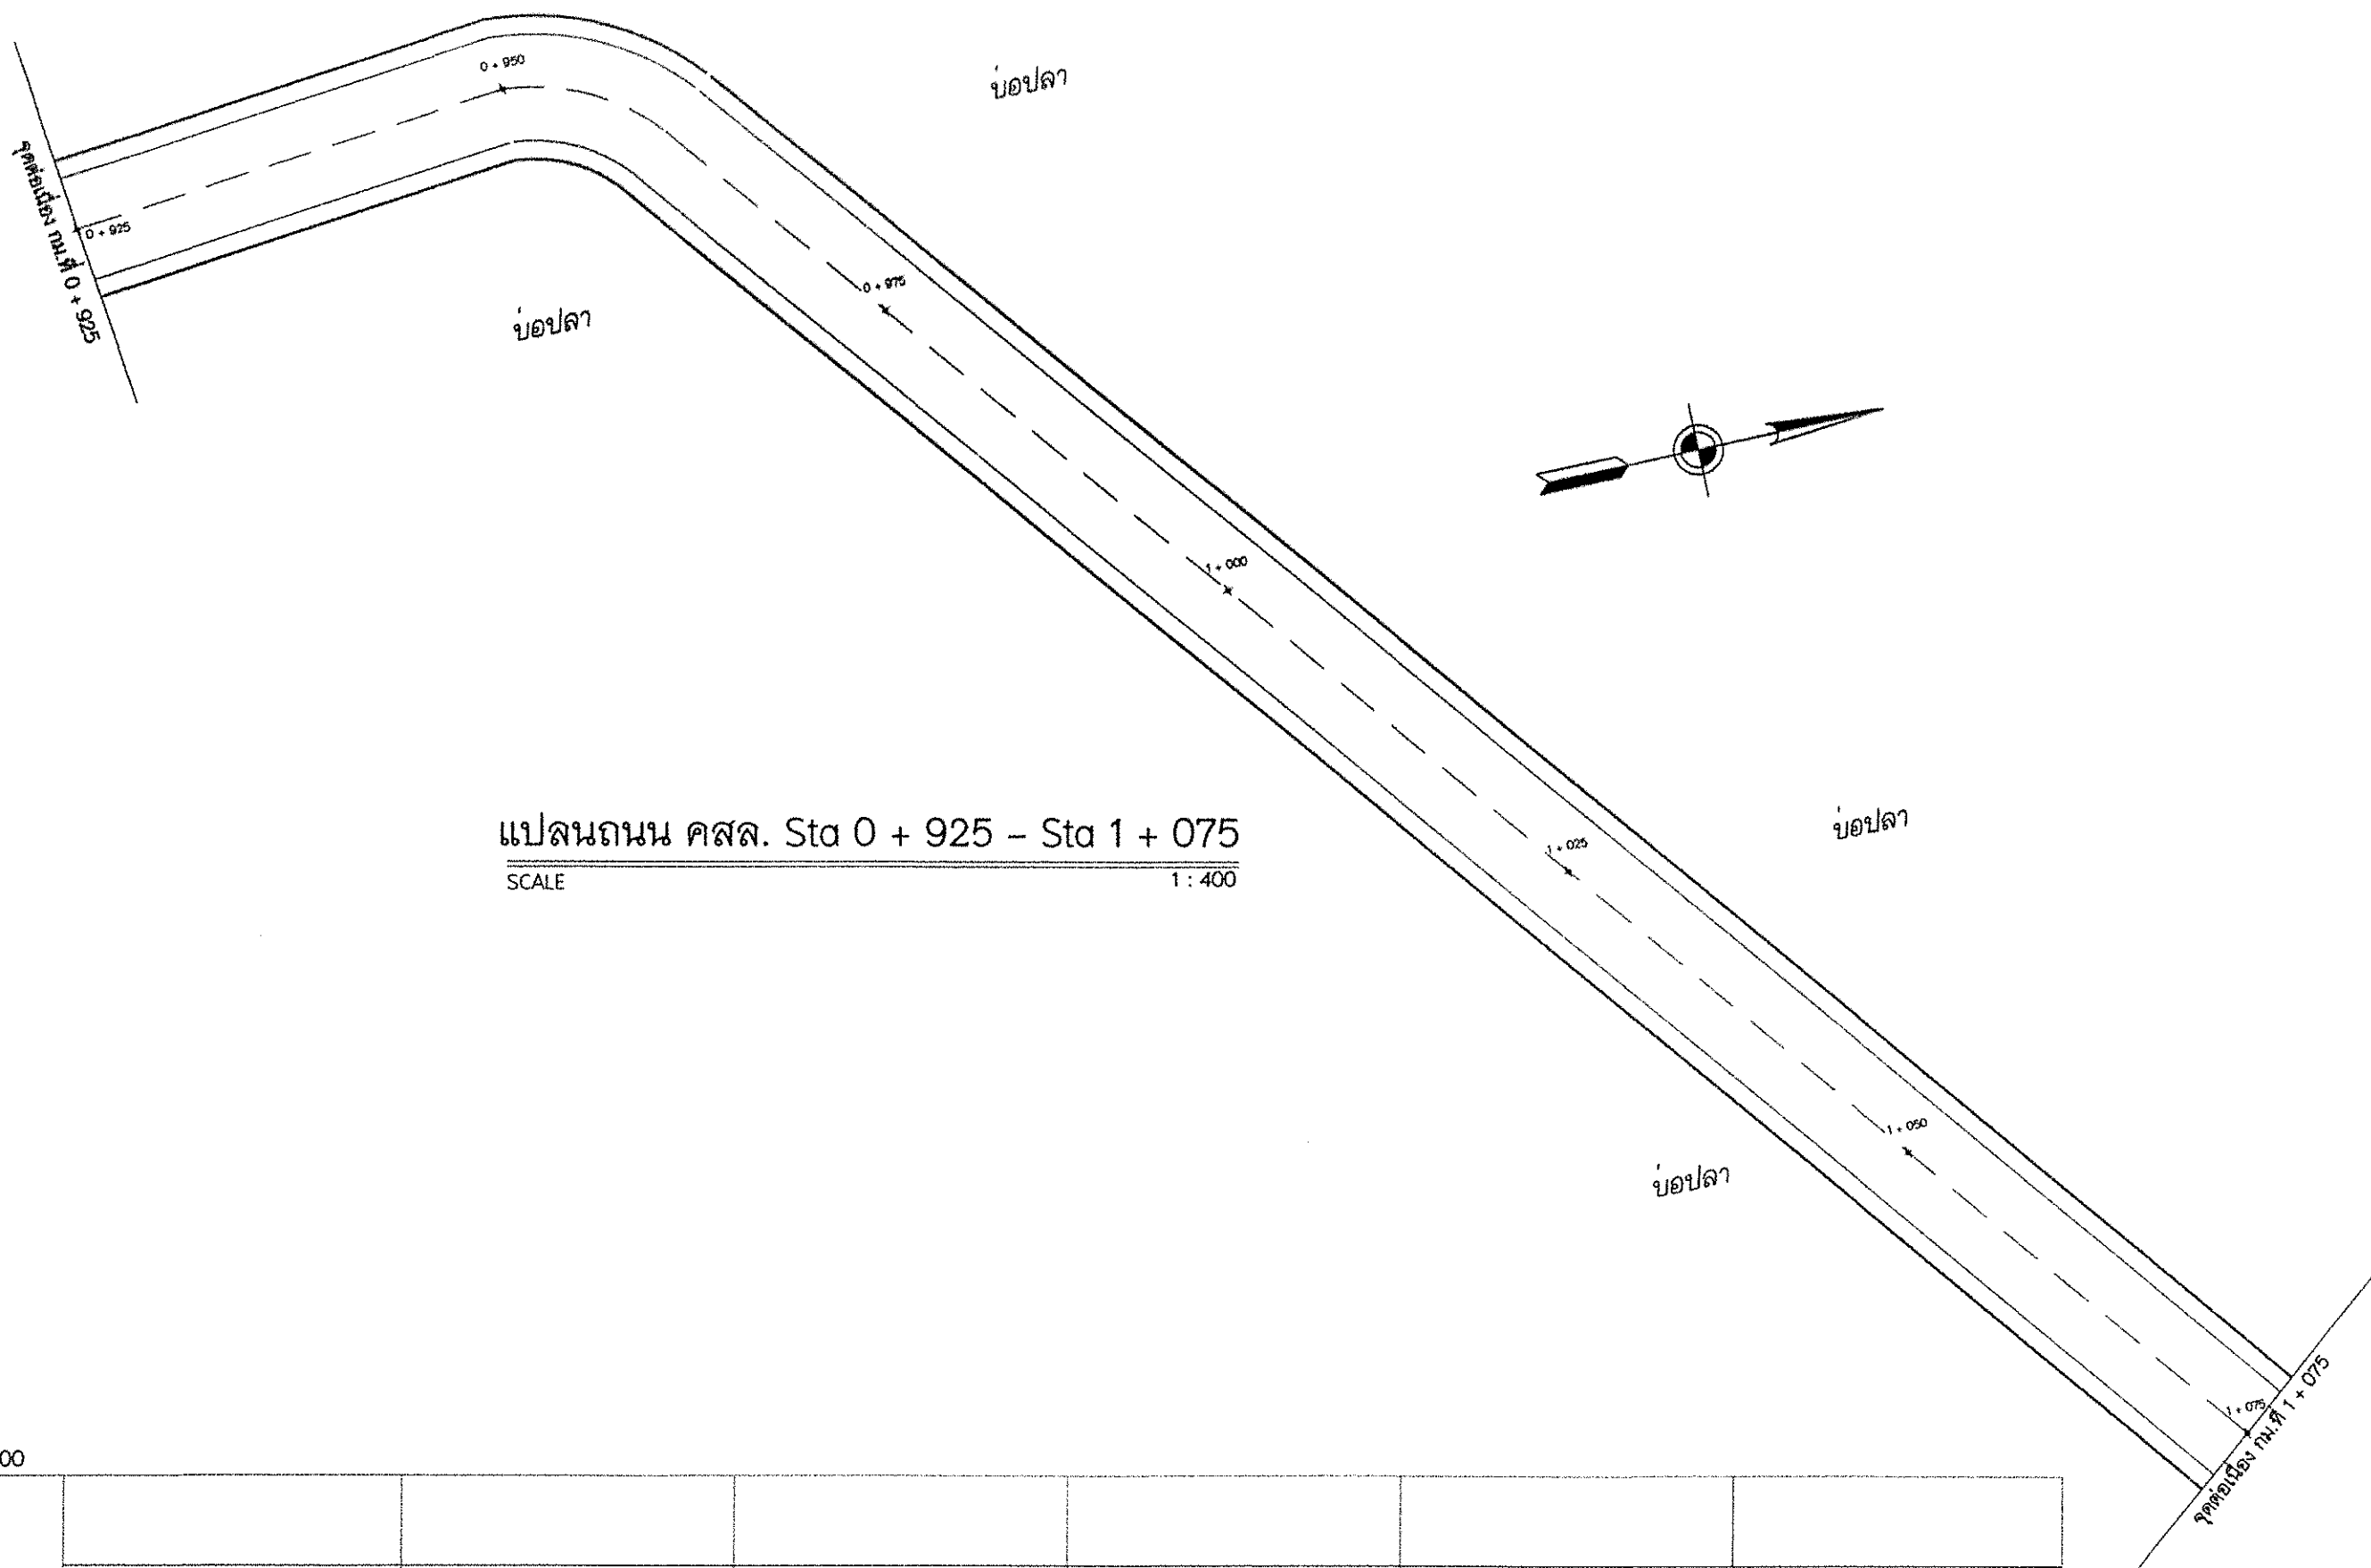 0 + 950
บ่อปลา
จุดต่อเนื่อง กม.ที่ 0 + 925
0 + 925
0 + 975
บ่อปลา
1 + 000
แปลนถนน คสล. Sta 0 + 925 – Sta 1 + 075
SCALE 1 : 400
บ่อปลา
1 + 025
1 + 050
บ่อปลา
1 + 075
จุดต่อเนื่อง กม.ที่ 1 + 075
00